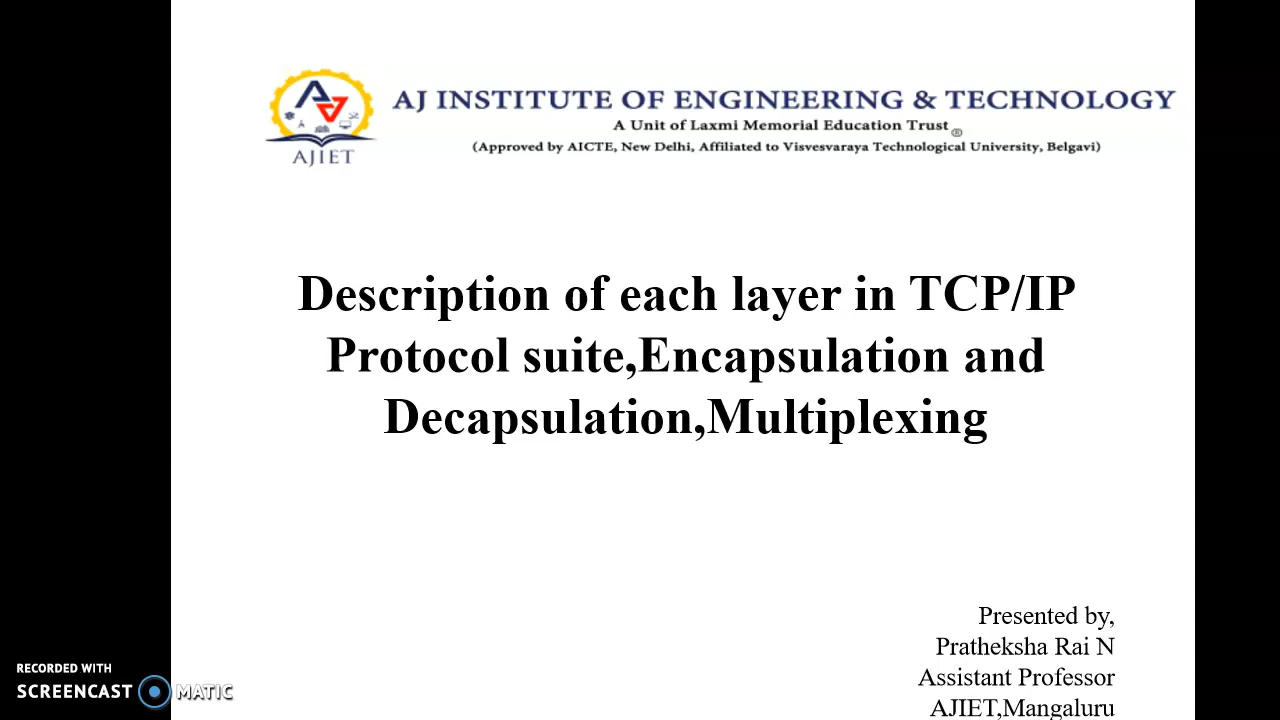 AJIET
AJ INSTITUTE OF ENGINEERING & TECHNOLOGY
A Unit of Laxmi Memorial Education Trust ®
(Approved by AICTE, New Delhi, Affiliated to Visvesvaraya Technological University, Belgavi)
Description of each layer in TCP/IP
Protocol suite,Encapsulation and
Decapsulation,Multiplexing
Presented by,
Pratheksha Rai N
Assistant Professor
AJIET,Mangaluru
RECORDED WITH
SCREENCAST MATIC